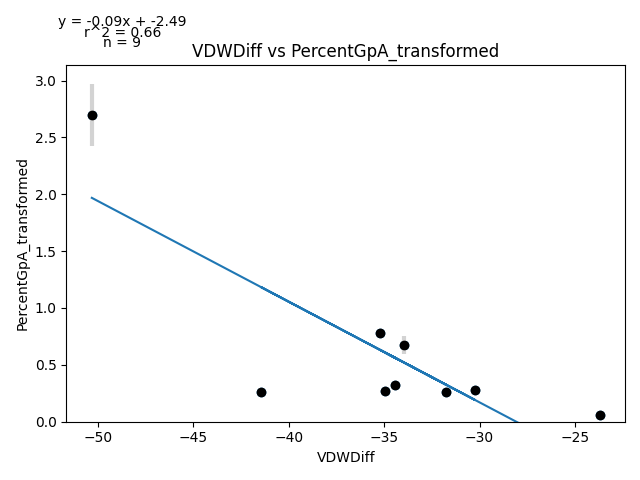 y = -0.09x + -2.49
r^2 = 0.66
n = 9
VDWDiff vs PercentGpA_transformed
3.0
2.5
2.0
1.5
1.0
0.5
0.0
PercentGpA_transformed
−50
−45
−40
−35
−30
−25
VDWDiff